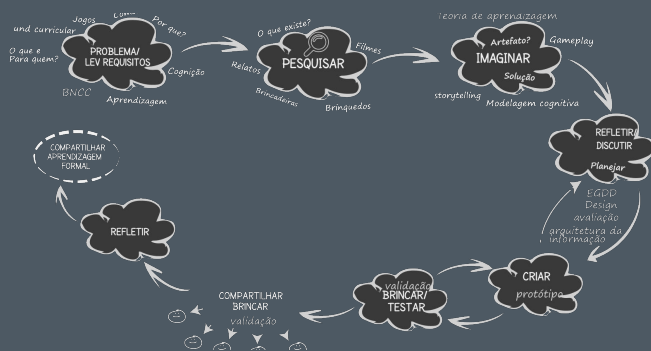 Jogos
Por que?
und curricular
O que e
Para quem?
PROBLEMA/
LEV REQUISITOS
Cognição
BNCC
Aprendizagem
O que existe?
Filmes
PESQUISAR
Relatos
Brincadeiras
Brinquedos
Teoria de aprendizagem
Artefato?
Gameplay
IMAGINAR
Solução
storytelling
Modelagem cognitiva
REFLETIR/
DISCUTIR
Planejar
EGDD
Design
avaliação
arquitetura da
informação
CRIAR
protótipo
validação
BRINCAR/
TESTAR
COMPARTILHAR
BRINCAR
validação
REFLETIR
COMPARTILHAR
APRENDIZAGEM
FORMAL